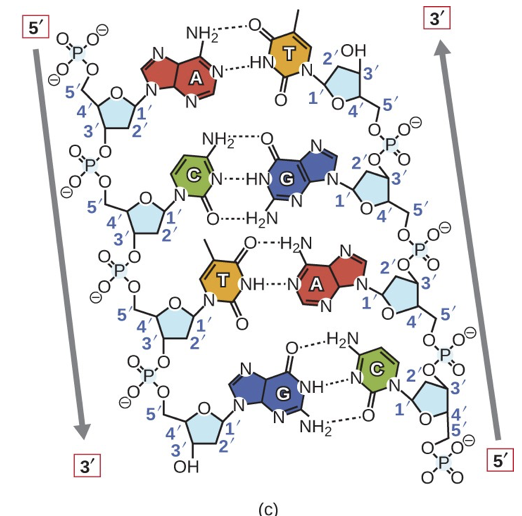 5′
3′
O O NH2 O T OH
P A HN N 2′ 3′
O O N N N O 1′ O 4′ 5′
5′ 4′ O 1′ N
3′ 2′ O O
O O NH2 O N P
P C N HN G N 2′ O O 3′
O O N O H2N N 1′ O 4′ 5′
5′ 4′ O 1′
3′ 2′ O O
O O T O H2N N P
P NH N A N 2′ O O 3′
O O N O N 1′ O 4′ 5′
5′ 4′ O 1′
3′ 2′ O O
O O N O H2N C P
P G NH N N 2′ O O 3′
O O N N NH2 O 1′ O 4′
5′ 4′ O 1′ 5′
3′ 2′ O O
OH P
3′ O O 5′
(c)